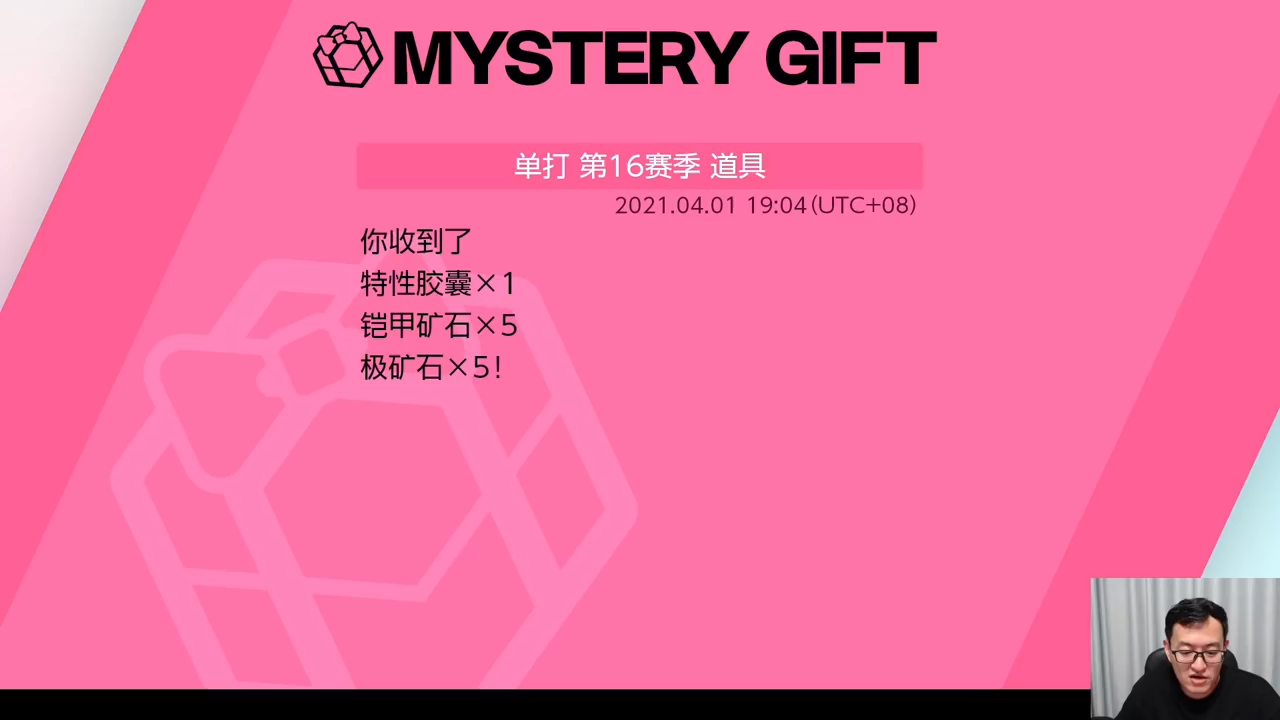 MYSTERY GIFT
单打 第16赛季 道具
2021.04.01 19:04(UTC+08)
你收到了
特性胶囊×1
铠甲矿石×5
极矿石×5!